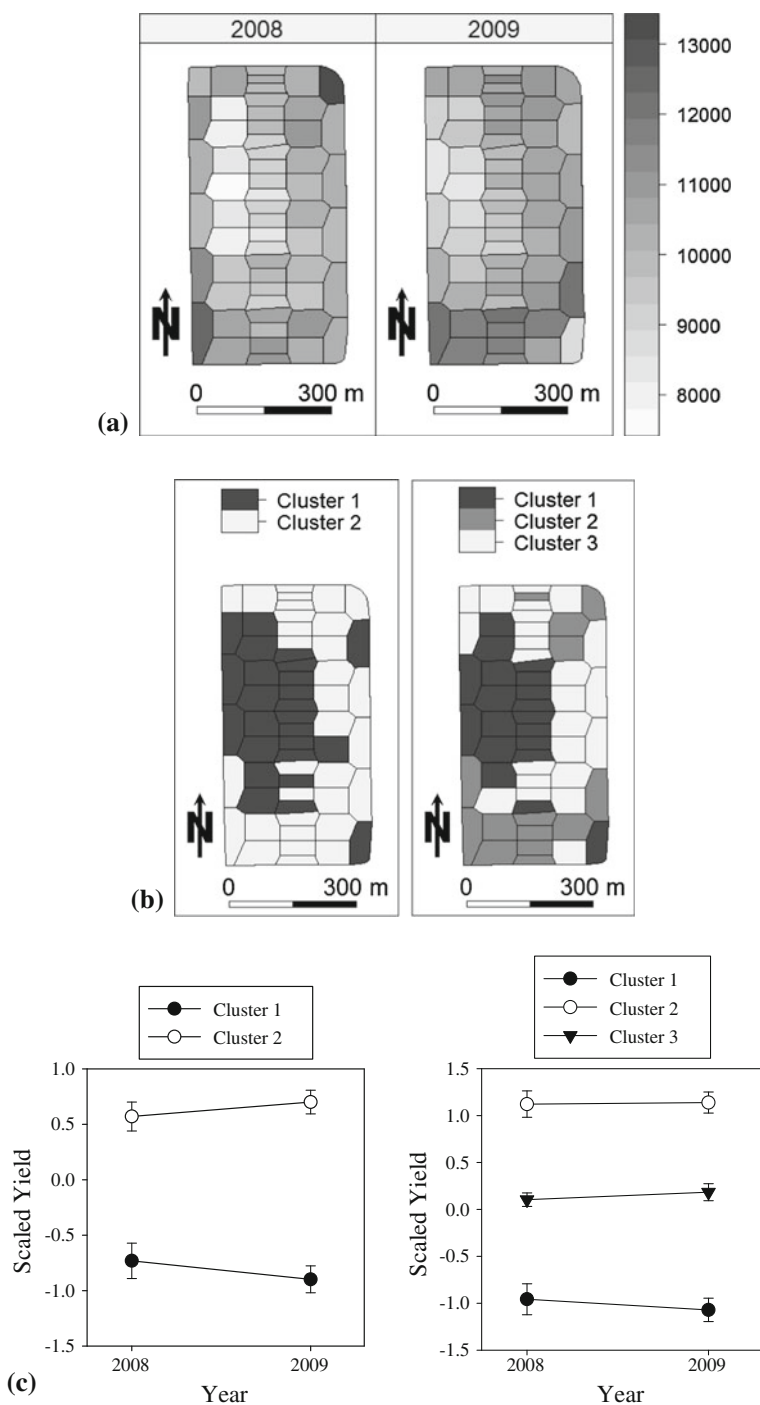 2008 2009
13000
12000
11000
10000
9000
8000
N N
0 300 m 0 300 m
(a)
Cluster 1
Cluster 2
Cluster 1
Cluster 2
Cluster 3
N N
0 300 m 0 300 m
(b)
Cluster 1
Cluster 2
Cluster 1
Cluster 2
Cluster 3
1.0
0.5
0.0
-0.5
-1.0
-1.5
Scaled Yield
2008 2009
Year
1.5
1.0
0.5
0.0
-0.5
-1.0
-1.5
Scaled Yield
2008 2009
Year
(c)